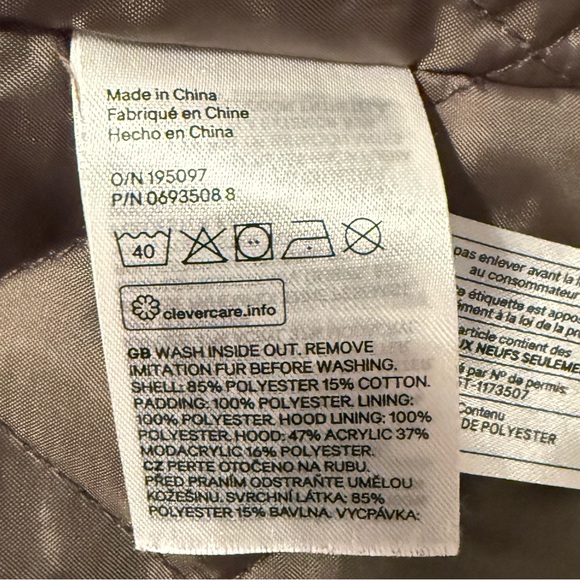 Made in China
Fabriqué en Chine
Hecho en China
O/N 195097
P/N 0693508 8
40
clevercare.info
GB WASH INSIDE OUT. REMOVE
IMITATION FUR BEFORE WASHING.
SHELL: 85% POLYESTER 15% COTTON.
PADDING: 100% POLYESTER. LINING:
100% POLYESTER. HOOD LINING: 100%
POLYESTER. HOOD: 47% ACRYLIC 37%
MODACRYLIC 16% POLYESTER.
CZ PERTE OTOČENO NA RUBU.
PŘED PRANÍM ODSTRAŇTE UMĚLOU
KOŽEŠINU. SVRCHNÍ LÁTKA: 85%
POLYESTER 15% BAVLNA. VYCPÁVKA:
pas enlever avant la
au consommateur
étiquette est appos
ément à la loi de la pro
article contient des
UX NEUFS SEULEME
par N° de permis:
ST-1173507
Contenu
DE POLYESTER